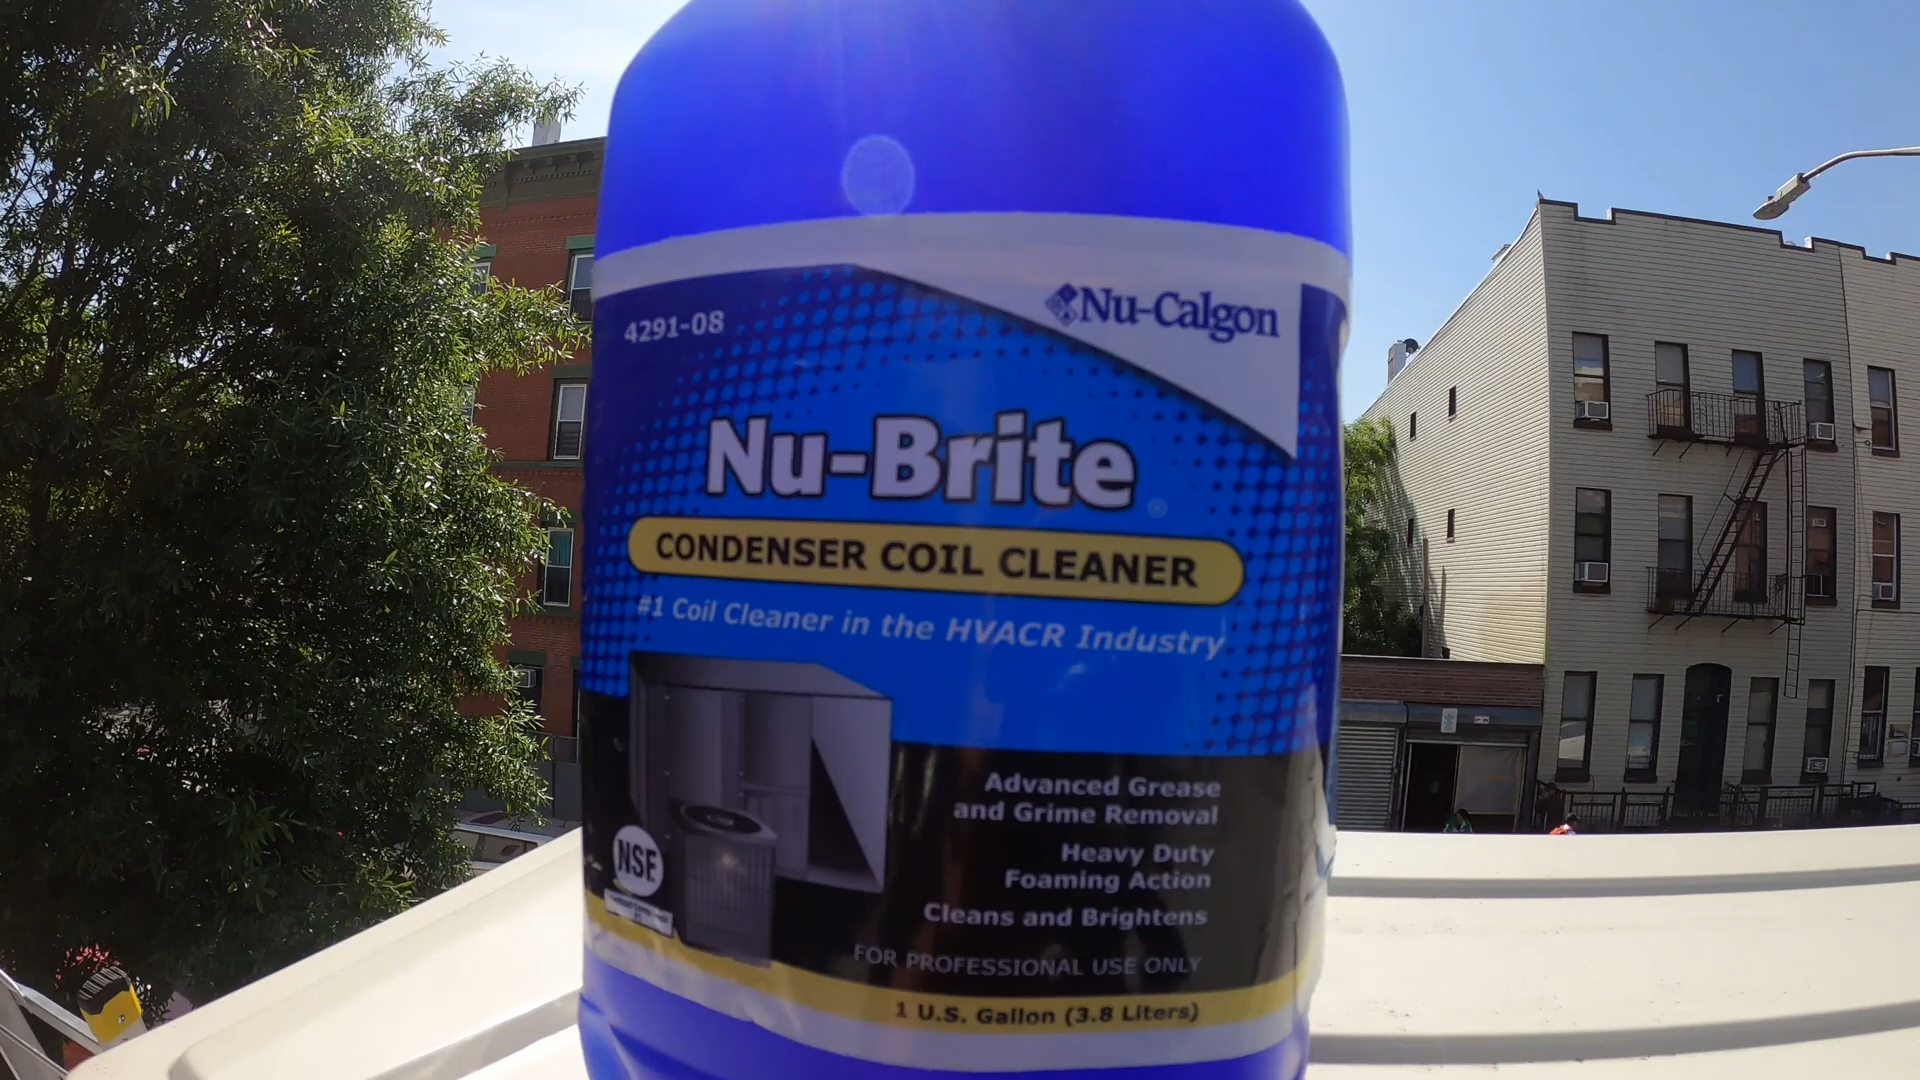 4291-08
Nu-Calgon
Nu-Brite®
CONDENSER COIL CLEANER
#1 Coil Cleaner in the HVACR Industry
Advanced Grease
and Grime Removal
Heavy Duty
Foaming Action
Cleans and Brightens
FOR PROFESSIONAL USE ONLY
NSF
1 U.S. Gallon (3.8 Liters)